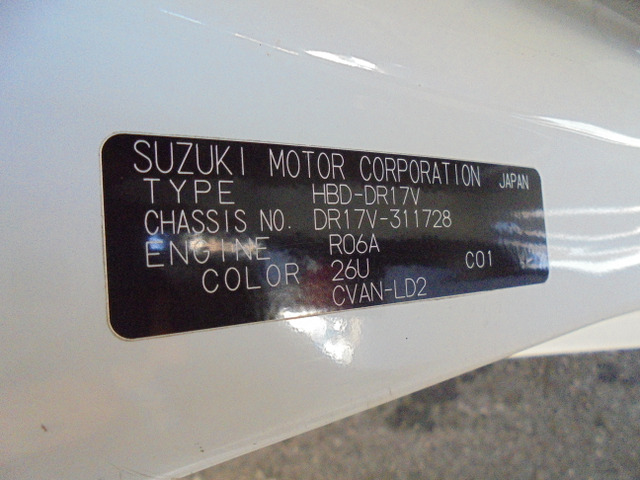 SUZUKI MOTOR CORPORATION JAPAN
TYPE HBD-DR17V
CHASSIS NO. DR17V-311728
ENGINE R06A
COLOR 26U C01
CVAN-LD2